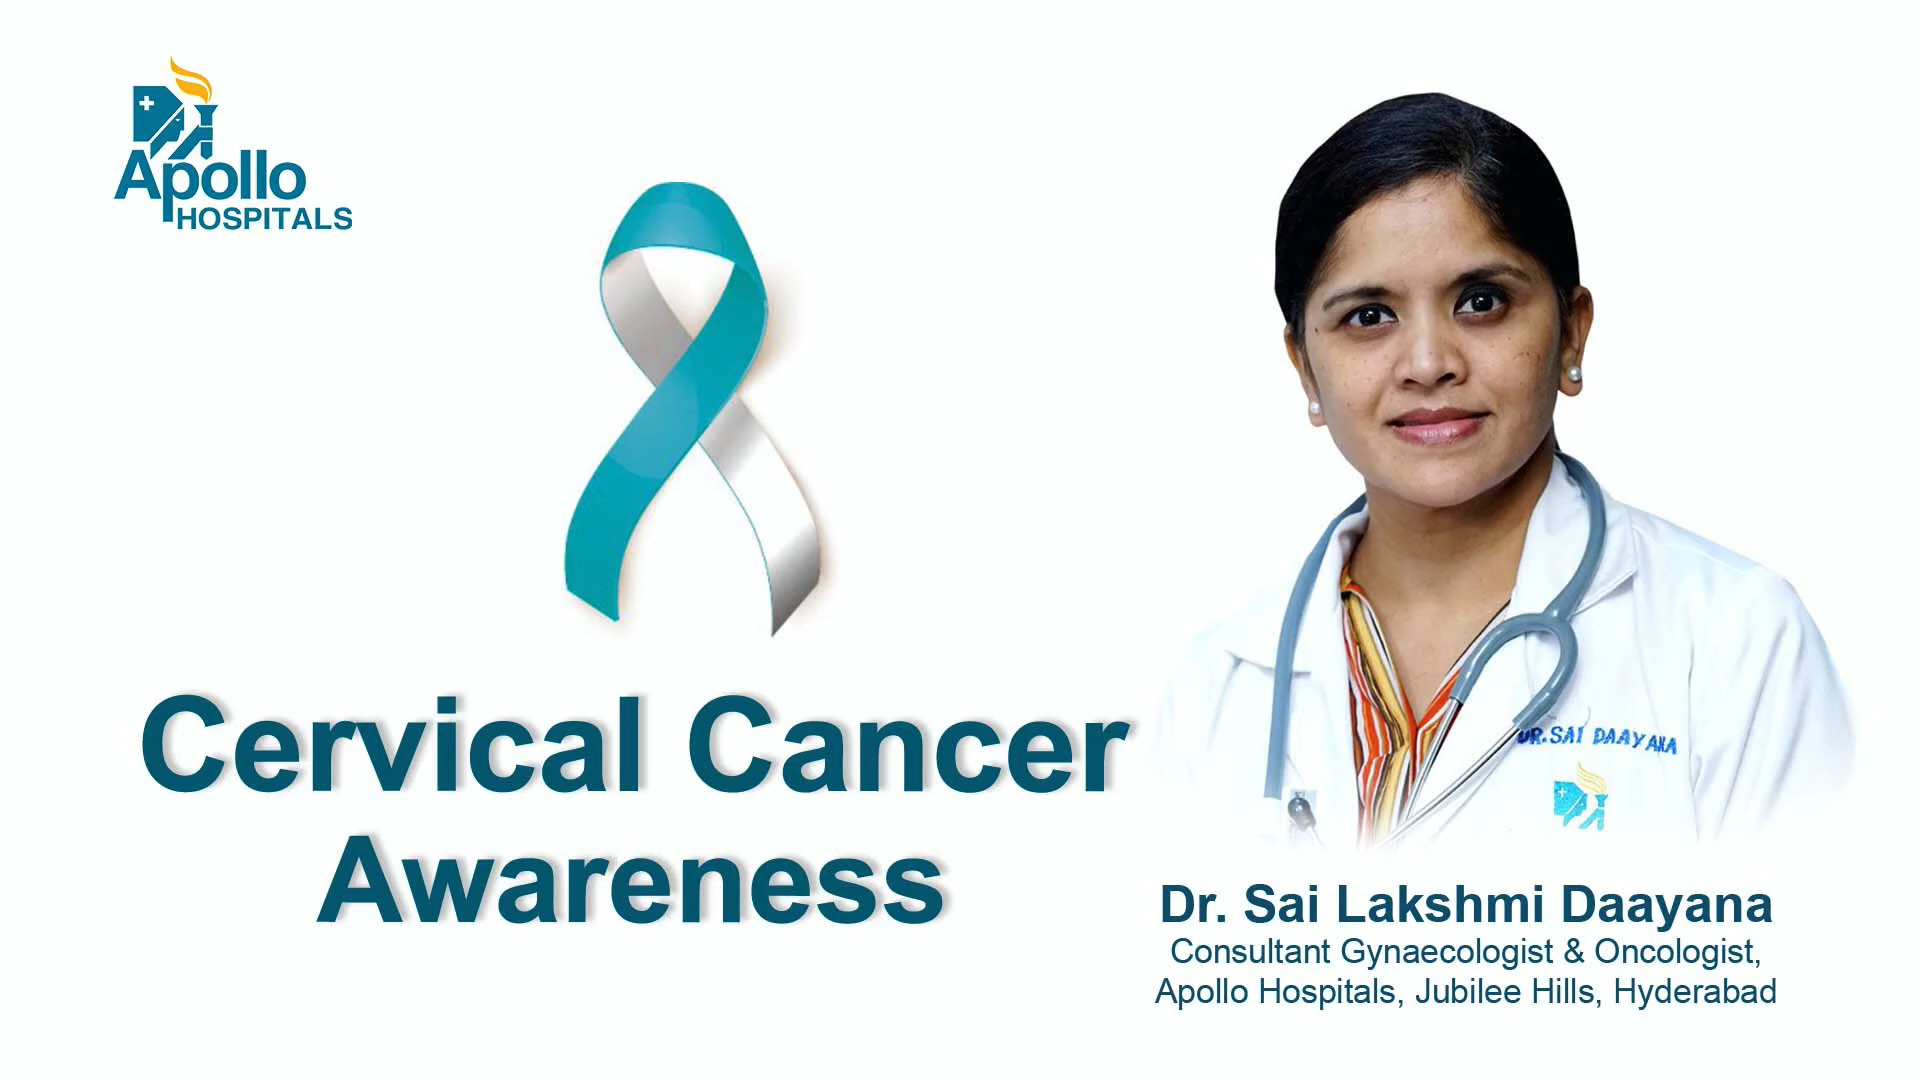 Apollo
HOSPITALS
Cervical Cancer
Awareness
DR.SAI DAAYANA
Dr. Sai Lakshmi Daayana
Consultant Gynaecologist & Oncologist,
Apollo Hospitals, Jubilee Hills, Hyderabad